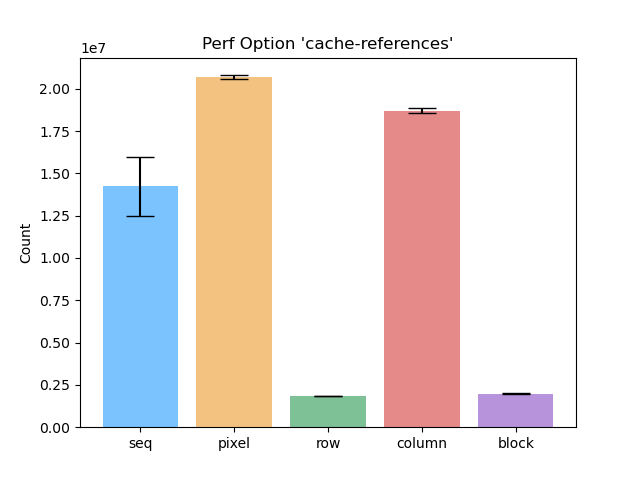 Perf Option 'cache-references'
1e7
2.00
1.75
1.50
1.25
1.00
0.75
0.50
0.25
0.00
Count
seq
pixel
row
column
block